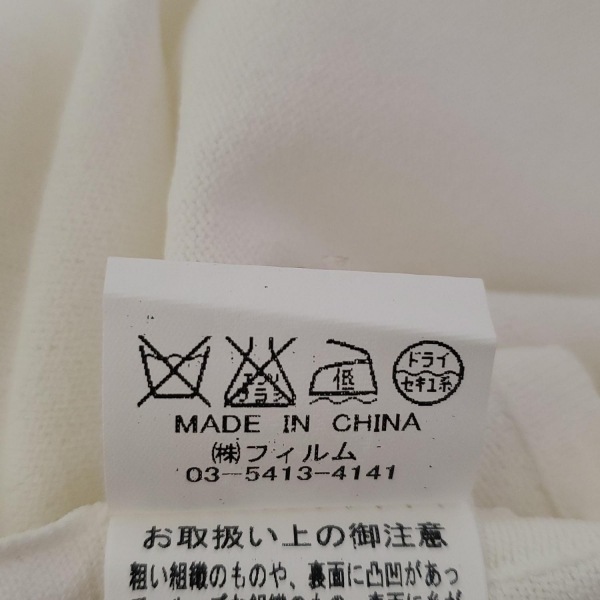 エンソ
サラシ
低
ドライ
セキユ系
MADE IN CHINA
(株)フィルム
03-5413-4141
お取扱い上の御注意
粗い組織のものや、裏面に凸凹があっ